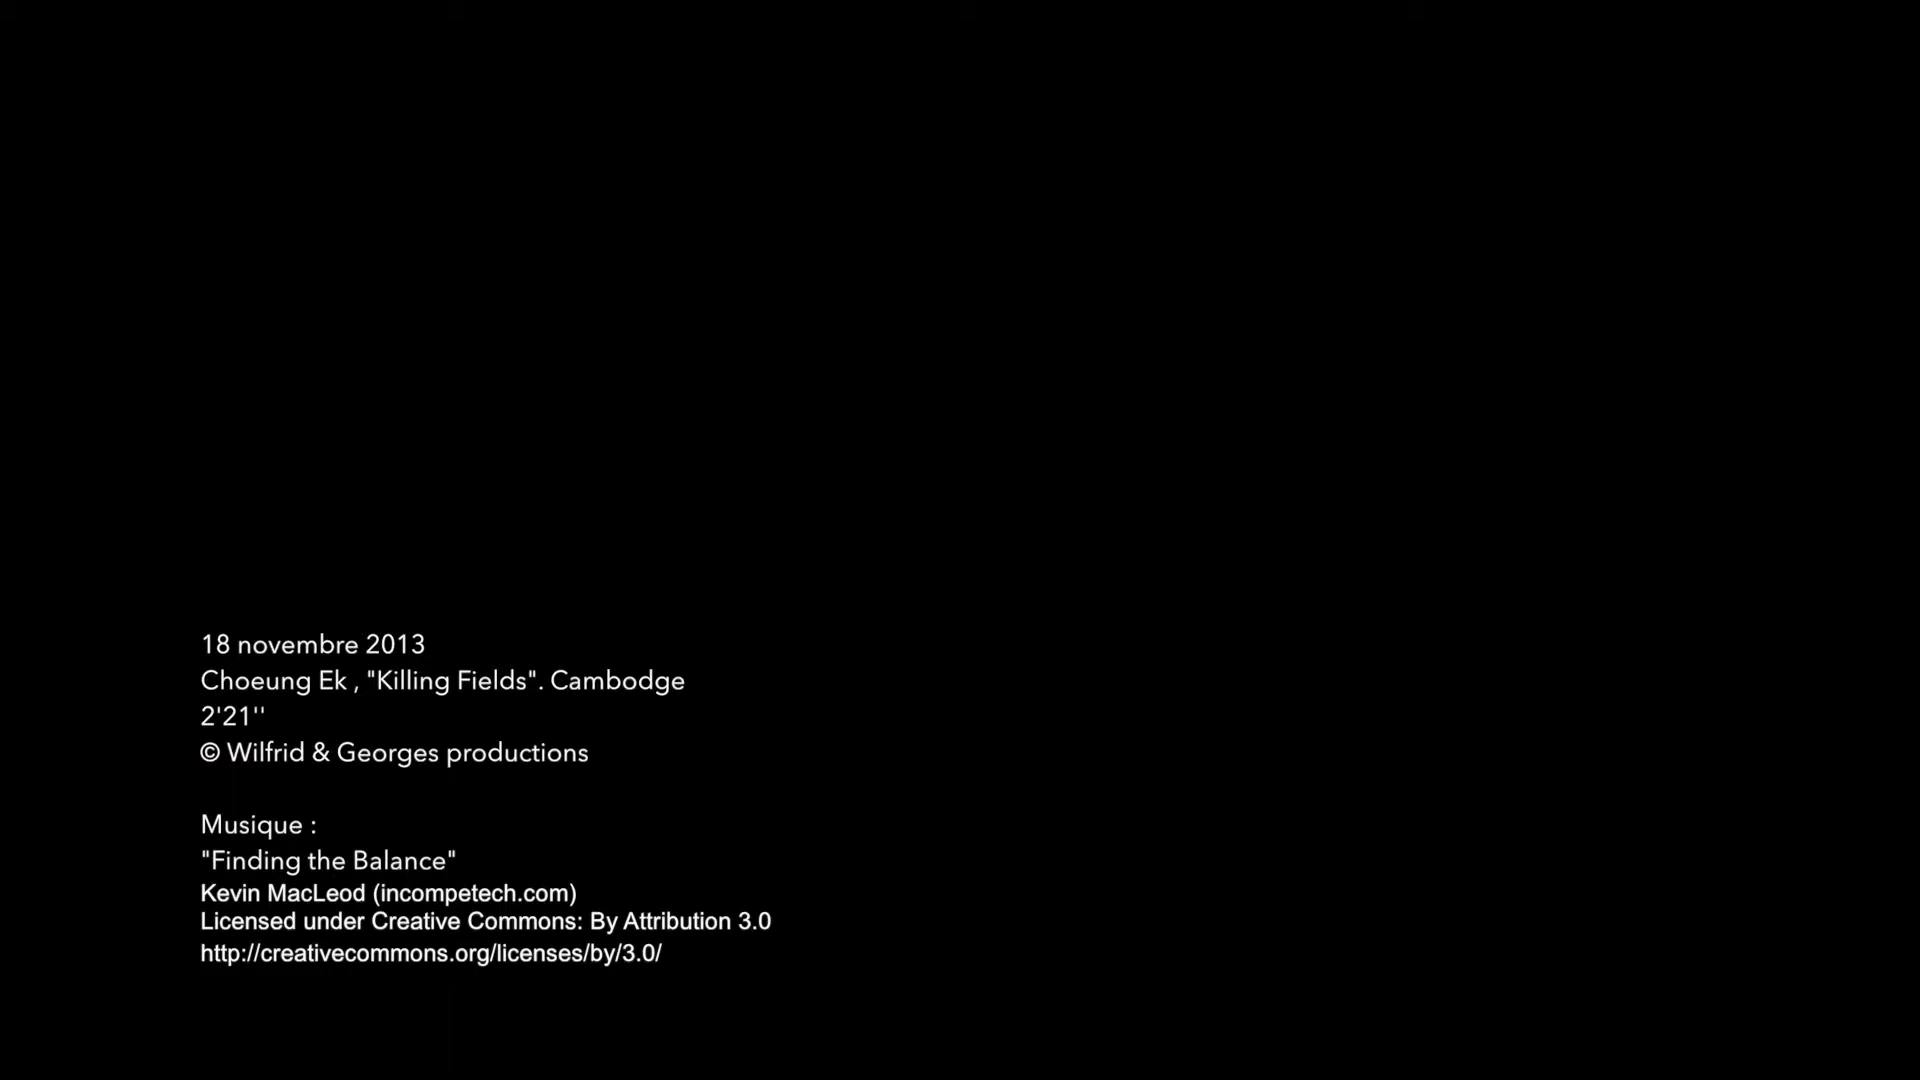 18 novembre 2013
Choeung Ek , "Killing Fields". Cambodge
2'21''
© Wilfrid & Georges productions
Musique :
"Finding the Balance"
Kevin MacLeod (incompetech.com)
Licensed under Creative Commons: By Attribution 3.0
http://creativecommons.org/licenses/by/3.0/